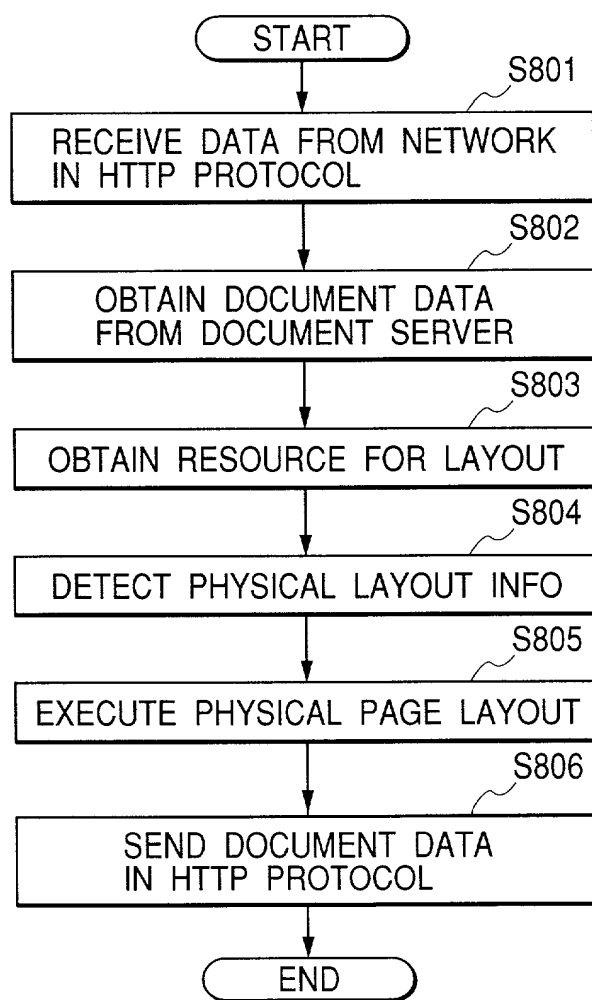 START
S801
RECEIVE DATA FROM NETWORK
IN HTTP PROTOCOL
S802
OBTAIN DOCUMENT DATA
FROM DOCUMENT SERVER
S803
OBTAIN RESOURCE FOR LAYOUT
S804
DETECT PHYSICAL LAYOUT INFO
S805
EXECUTE PHYSICAL PAGE LAYOUT
S806
SEND DOCUMENT DATA
IN HTTP PROTOCOL
END